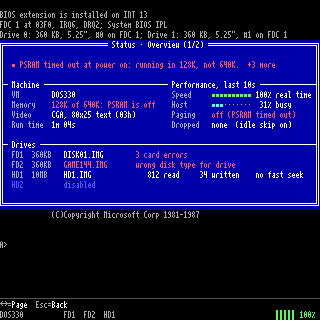 BIOS extension is installed on INT 13
FDC 1 at 03F0, IRQ6, DRQ2; System BIOS IPL
Drive 0: 360 KB, 5.25", #0 on FDC 1; Drive 1: 360 KB, 5.25", #1 on FDC 1
Status - Overview (1/2)
PSRAM timed out at power on: running in 128K, not 640K. +3 more
Machine
Performance, last 10s
VM DOS330
Speed 100% real time
Memory 128K of 640K: PSRAM is off
Host 31% busy
Video CGA, 80x25 text (03h)
Paging off (PSRAM timed out)
Run time 1m 04s
Dropped none (idle skip on)
Drives
FD1 360KB DISK01.IMG 3 card errors
FD2 360KB GAME144.IMG wrong disk type for drive
HD1 10MB HD1.IMG 812 read 34 written no fast seek
HD2 disabled
(C)Copyright Microsoft Corp 1981-1987
A>
↔=Page Esc=Back
DOS330 FD1 FD2 HD1 100%